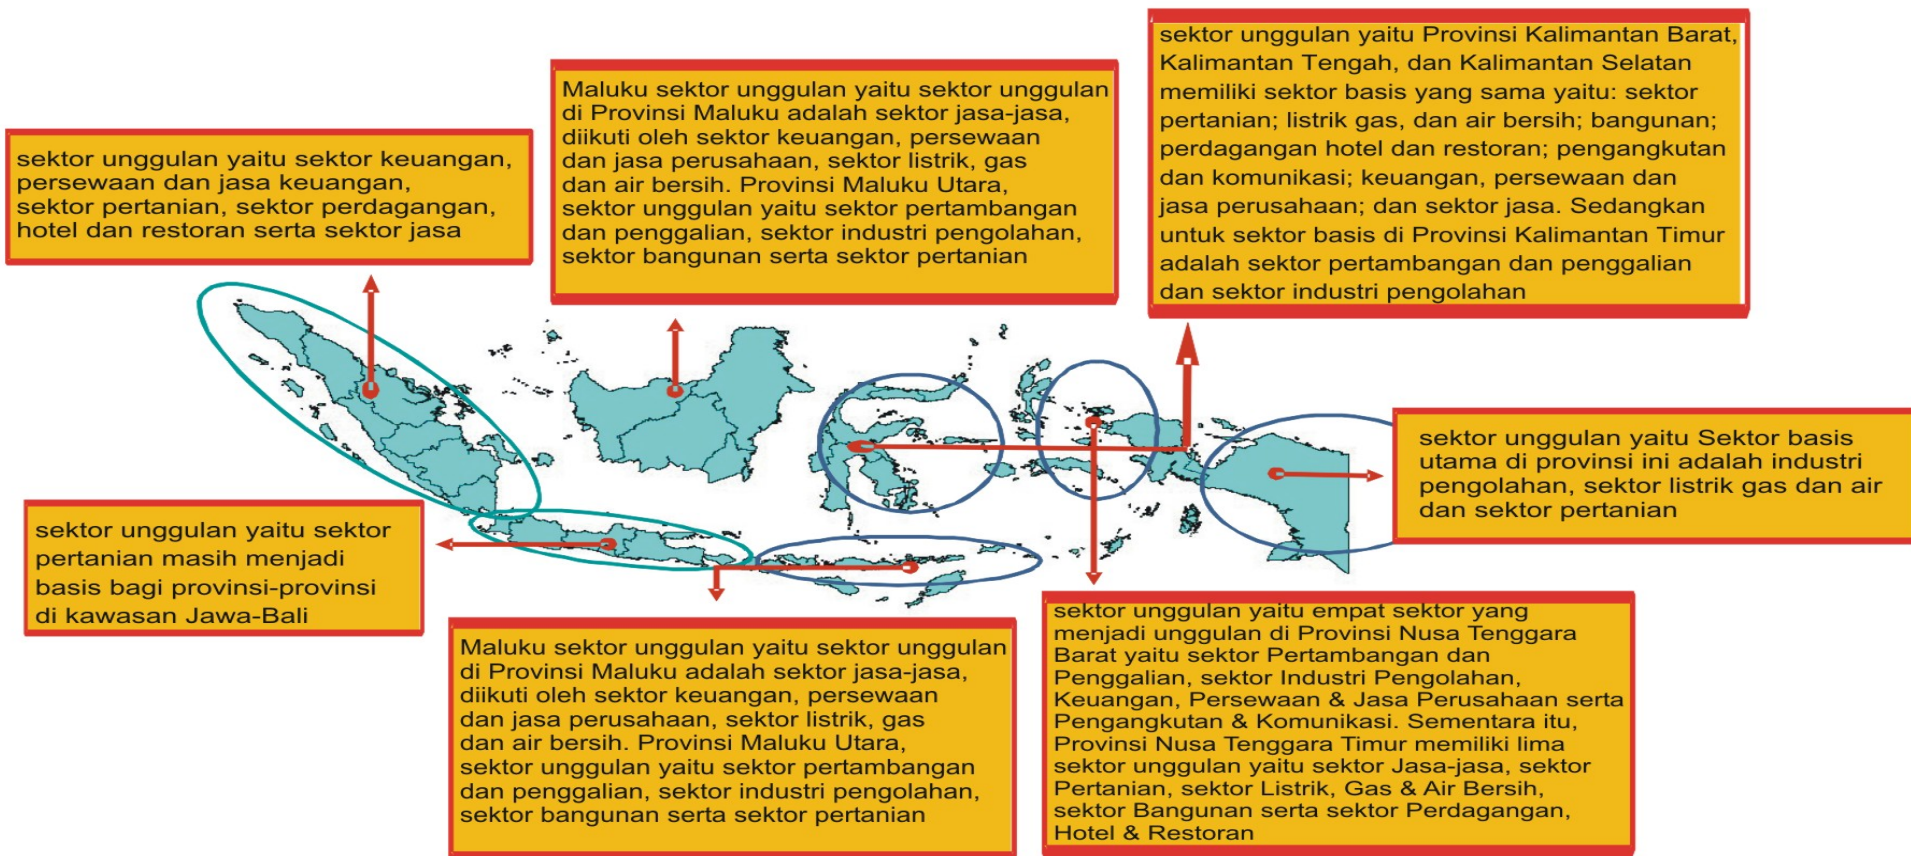 sektor unggulan yaitu sektor keuangan,
persewaan dan jasa keuangan,
sektor pertanian, sektor perdagangan,
hotel dan restoran serta sektor jasa
Maluku sektor unggulan yaitu sektor unggulan
di Provinsi Maluku adalah sektor jasa-jasa,
diikuti oleh sektor keuangan, persewaan
dan jasa perusahaan, sektor listrik, gas
dan air bersih. Provinsi Maluku Utara,
sektor unggulan yaitu sektor pertambangan
dan penggalian, sektor industri pengolahan,
sektor bangunan serta sektor pertanian
sektor unggulan yaitu Provinsi Kalimantan Barat,
Kalimantan Tengah, dan Kalimantan Selatan
memiliki sektor basis yang sama yaitu: sektor
pertanian; listrik gas, dan air bersih; bangunan;
perdagangan hotel dan restoran; pengangkutan
dan komunikasi; keuangan, persewaan dan
jasa perusahaan; dan sektor jasa. Sedangkan
untuk sektor basis di Provinsi Kalimantan Timur
adalah sektor pertambangan dan penggalian
dan sektor industri pengolahan
sektor unggulan yaitu Sektor basis
utama di provinsi ini adalah industri
pengolahan, sektor listrik gas dan air
dan sektor pertanian
sektor unggulan yaitu sektor
pertanian masih menjadi
basis bagi provinsi-provinsi
di kawasan Jawa-Bali
Maluku sektor unggulan yaitu sektor unggulan
di Provinsi Maluku adalah sektor jasa-jasa,
diikuti oleh sektor keuangan, persewaan
dan jasa perusahaan, sektor listrik, gas
dan air bersih. Provinsi Maluku Utara,
sektor unggulan yaitu sektor pertambangan
dan penggalian, sektor industri pengolahan,
sektor bangunan serta sektor pertanian
sektor unggulan yaitu empat sektor yang
menjadi unggulan di Provinsi Nusa Tenggara
Barat yaitu sektor Pertambangan dan
Penggalian, sektor Industri Pengolahan,
Keuangan, Persewaan & Jasa Perusahaan serta
Pengangkutan & Komunikasi. Sementara itu,
Provinsi Nusa Tenggara Timur memiliki lima
sektor unggulan yaitu sektor Jasa-jasa, sektor
Pertanian, sektor Listrik, Gas & Air Bersih,
sektor Bangunan serta sektor Perdagangan,
Hotel & Restoran